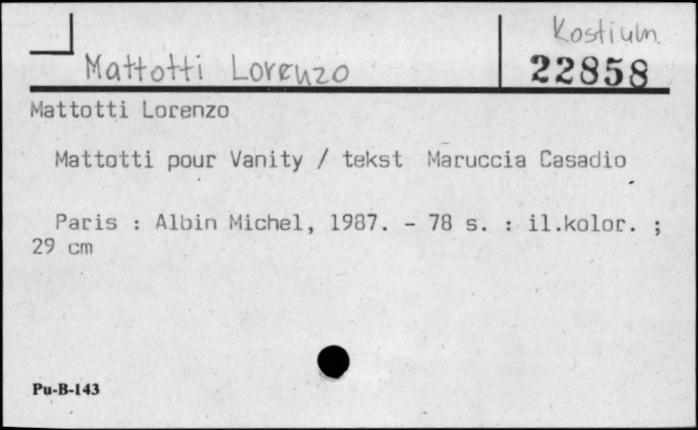 Kostium
Mattotti Lorenzo
22858
Mattotti Lorenzo
Mattotti pour Vanity / tekst Maruccia Casadio
Paris : Albin Michel, 1987. - 78 s. : il.kolor. ;
29 cm
Pu-B-143